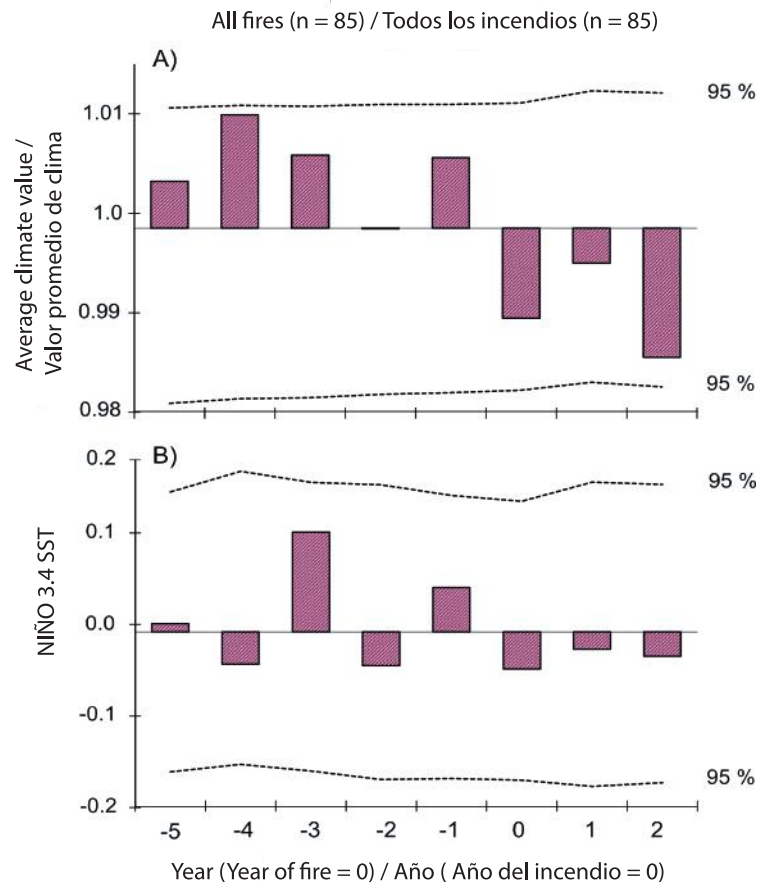 All fires (n = 85) / Todos los incendios (n = 85)
A)
Average climate value /
Valor promedio de clima
1.01
1.0
0.99
0.98
95 %
95 %
B)
NIÑO 3.4 SST
0.2
0.1
0.0
-0.1
-0.2
95 %
95 %
-5 -4 -3 -2 -1 0 1 2
Year (Year of fire = 0) / Año ( Año del incendio = 0)